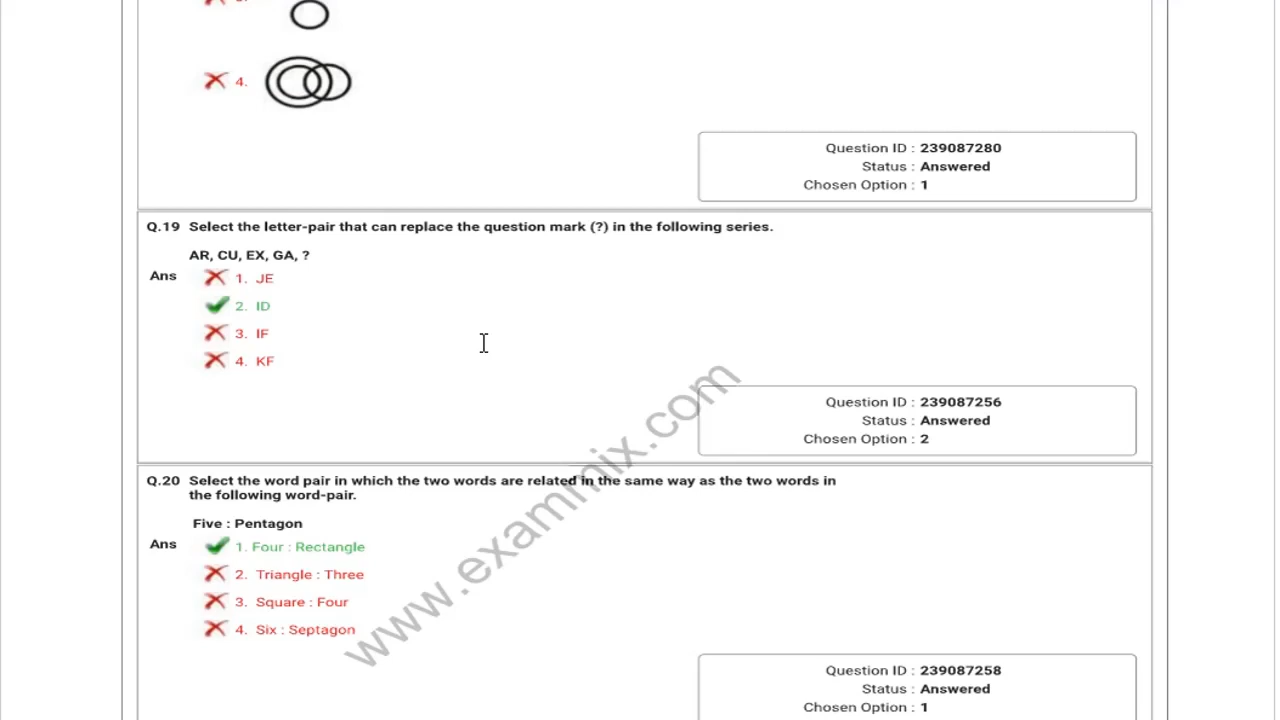 4.
Question ID : 239087280
Status : Answered
Chosen Option : 1
Q.19 Select the letter-pair that can replace the question mark (?) in the following series.
AR, CU, EX, GA, ?
Ans
1. JE
2. ID
3. IF
4. KF
Question ID : 239087256
Status : Answered
Chosen Option : 2
Q.20 Select the word pair in which the two words are related in the same way as the two words in
the following word-pair.
Five : Pentagon
Ans
1. Four : Rectangle
2. Triangle : Three
3. Square : Four
4. Six : Septagon
Question ID : 239087258
Status : Answered
Chosen Option : 1
www.exammix.com